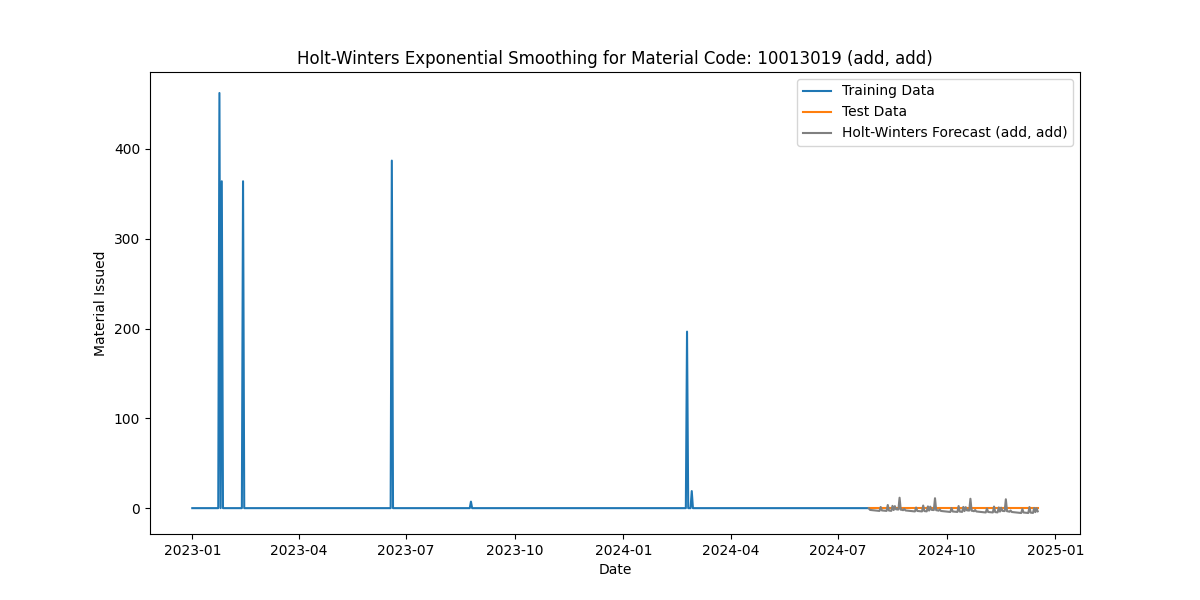 Holt-Winters Exponential Smoothing for Material Code: 10013019 (add, add)
Training Data
Test Data
Holt-Winters Forecast (add, add)
Material Issued
400
300
200
100
0
2023-01 2023-04 2023-07 2023-10 2024-01 2024-04 2024-07 2024-10 2025-01
Date